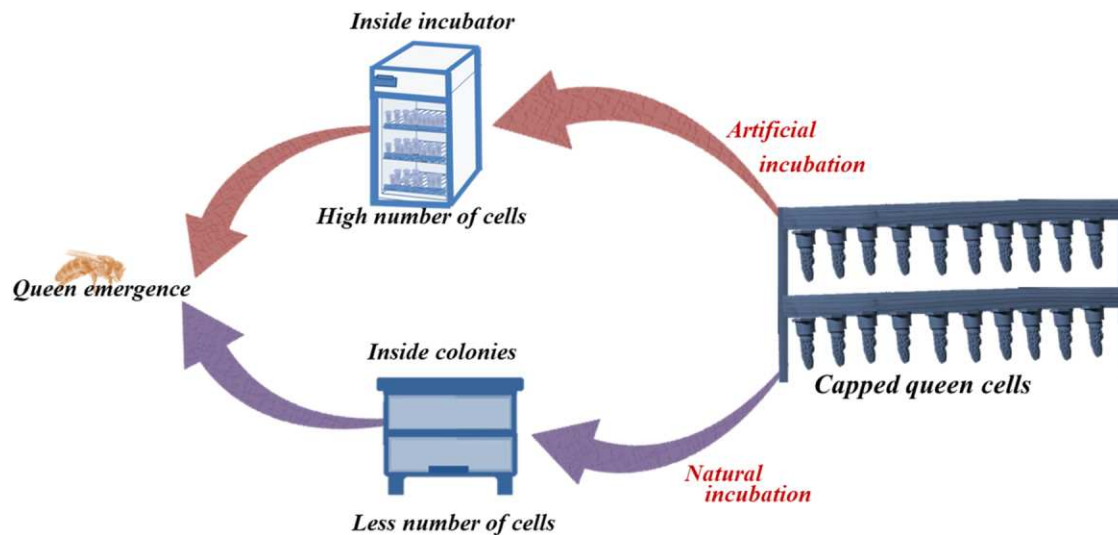 Inside incubator
High number of cells
Artificial
incubation
Queen emergence
Inside colonies
Capped queen cells
Natural
incubation
Less number of cells